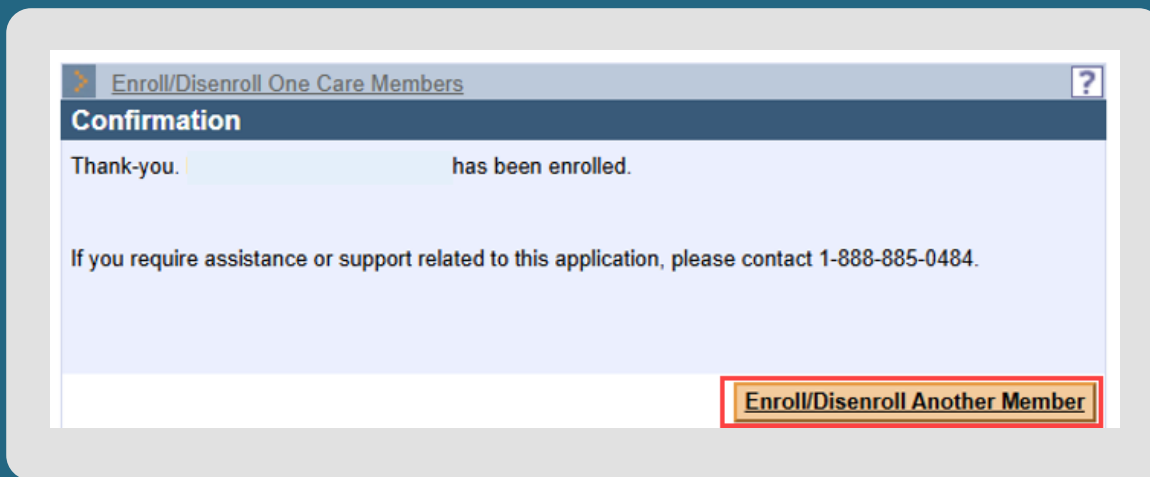 Enroll/Disenroll One Care Members
?
Confirmation
Thank-you. has been enrolled.
If you require assistance or support related to this application, please contact 1-888-885-0484.
Enroll/Disenroll Another Member